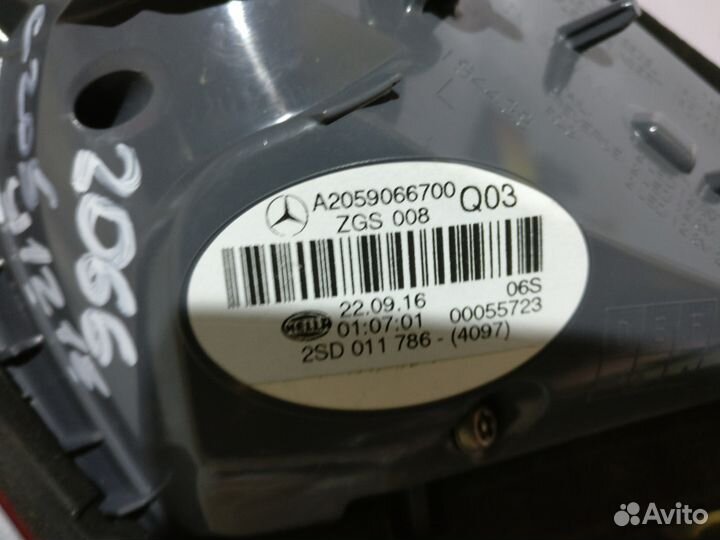 A2059066700 Q03
ZGS 008
22.09.16 06S
HELLA 01:07:01 00055723
2SD 011 786 - (4097)
2066
L
Avito